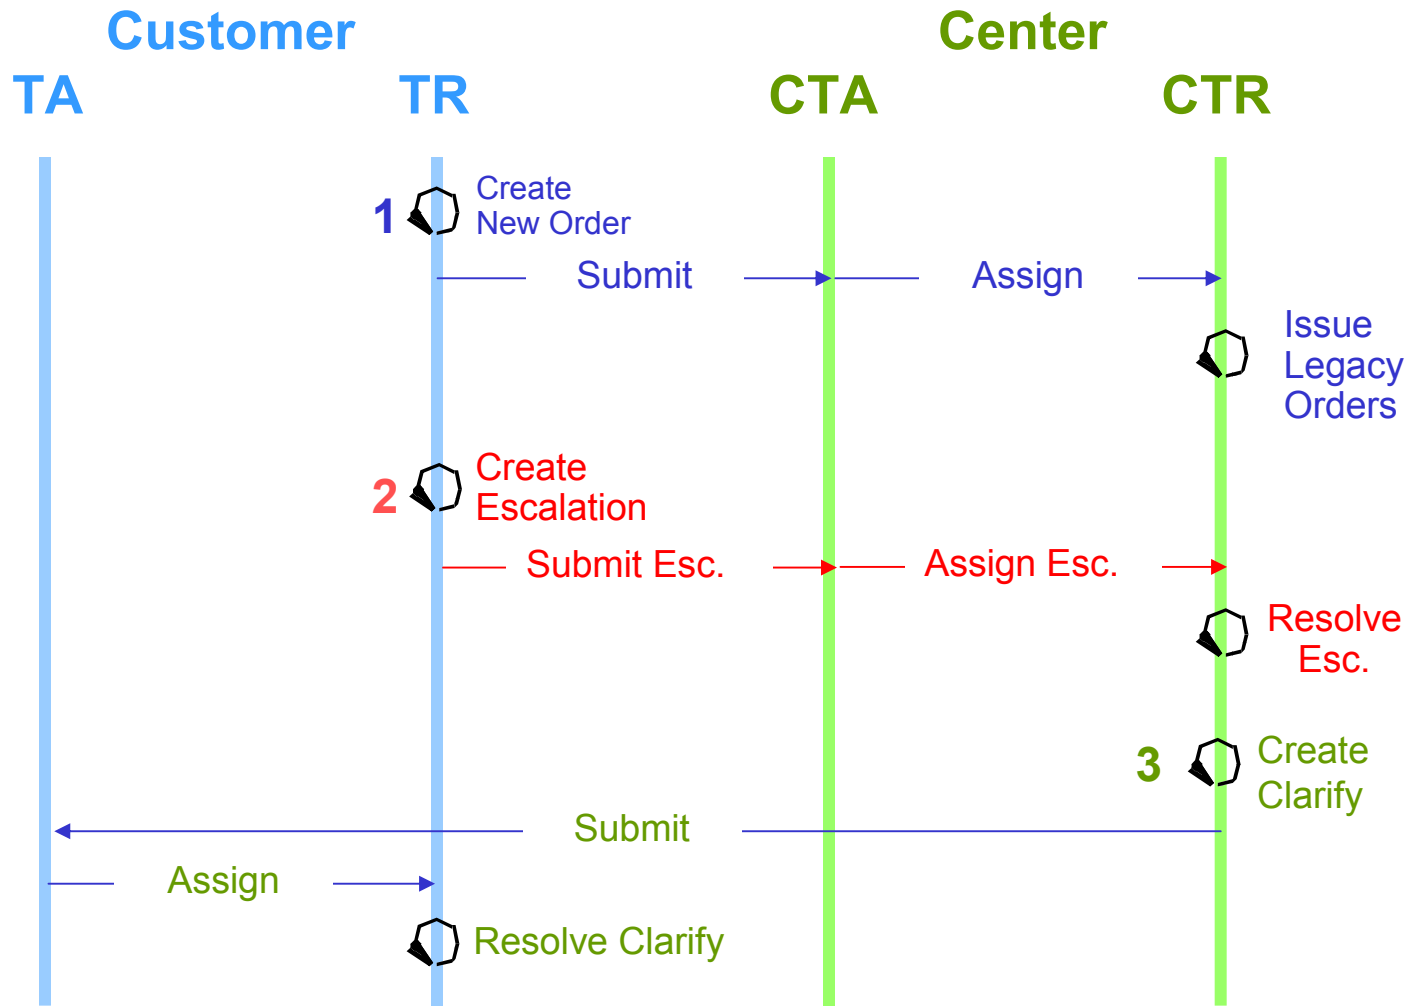 Customer
Center
TA
TR
CTA
CTR
1
Create
New Order
Submit
Assign
Issue
Legacy
Orders
2
Create
Escalation
Submit Esc.
Assign Esc.
Resolve
Esc.
3
Create
Clarify
Submit
Assign
Resolve Clarify